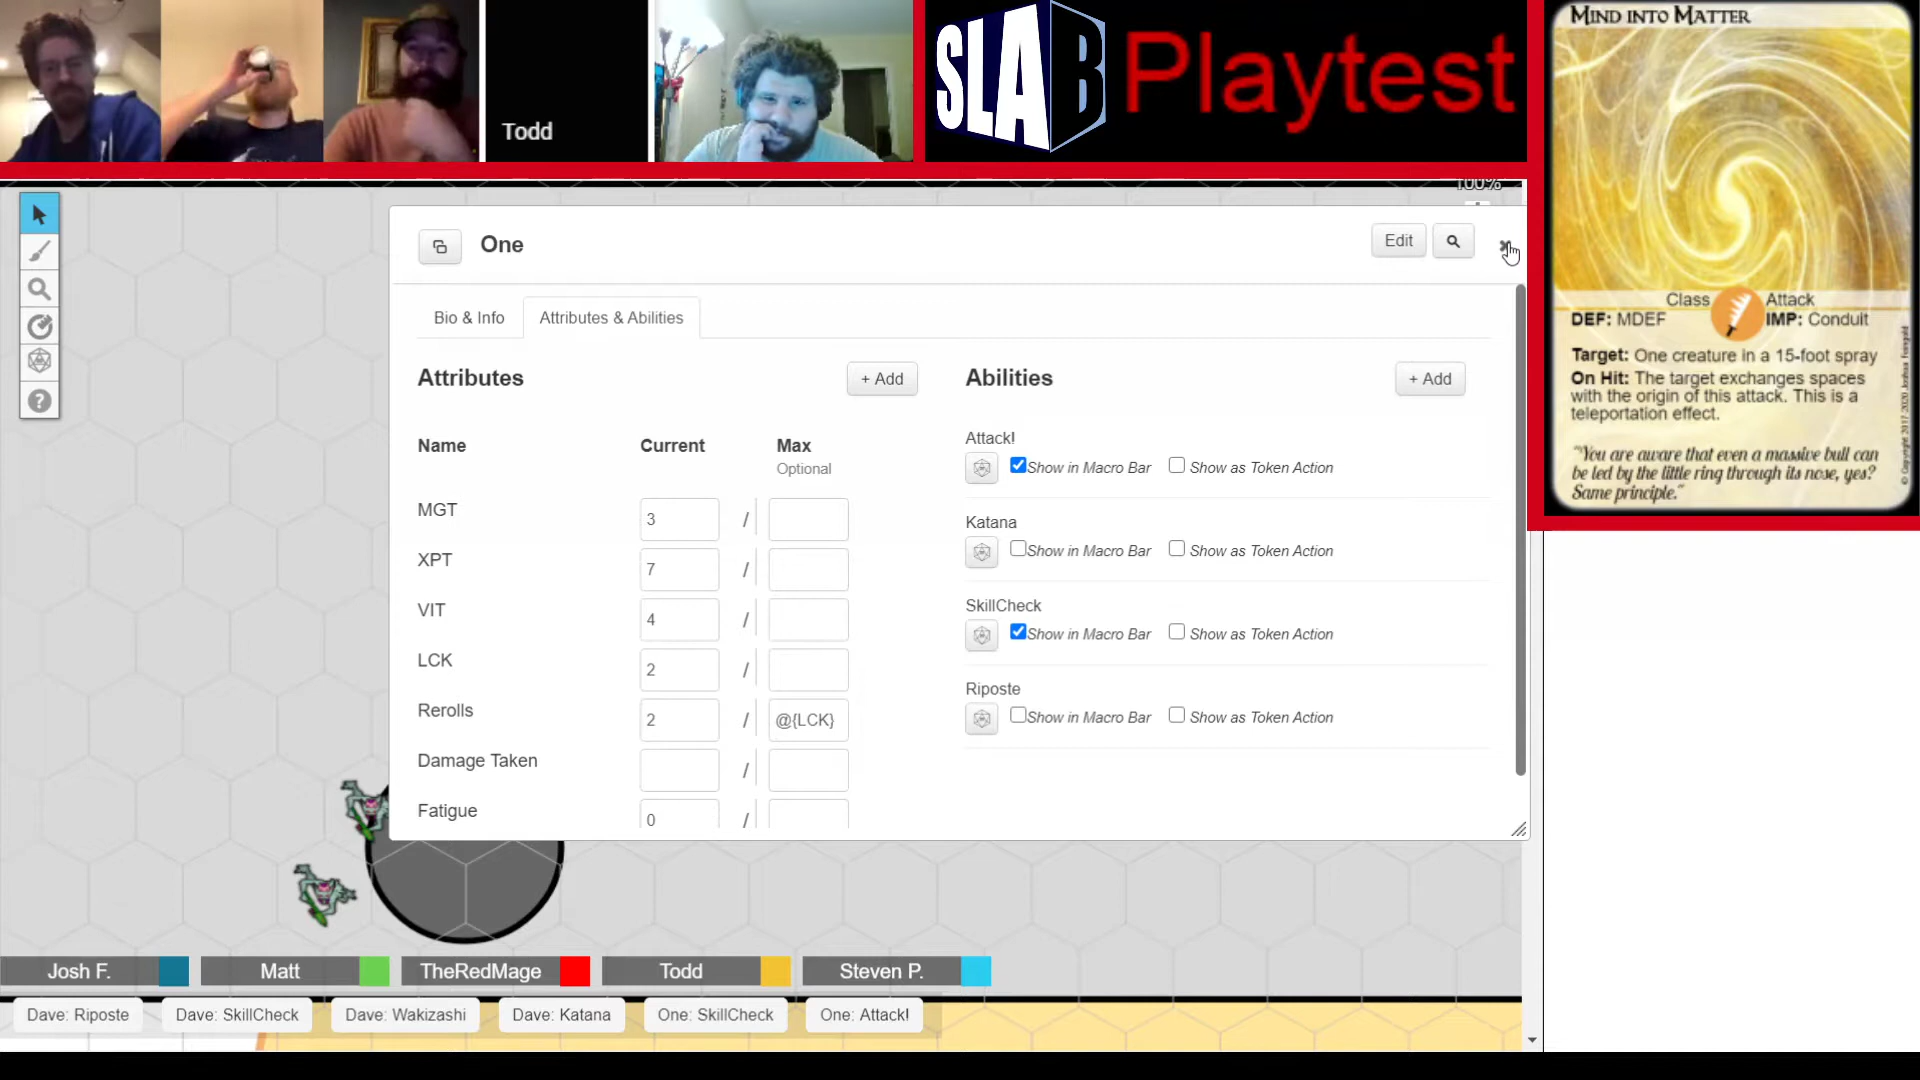 Todd
SLAB Playtest
MIND INTO MATTER
Class Attack
DEF: MDEF IMP: Conduit
Target: One creature in a 15-foot spray
On Hit: The target exchanges spaces
with the origin of this attack. This is a
teleportation effect.
"You are aware that even a massive bull can
be led by the little ring through its nose, yes?
Same principle."
© Copyright 2017-2020 Joshua Feingold
100%
One
Edit
Bio & Info
Attributes & Abilities
Attributes
+ Add
Name Current Max
Optional
MGT 3 /
XPT 7 /
VIT 4 /
LCK 2 /
Rerolls 2 / @{LCK}
Damage Taken /
Fatigue 0 /
Abilities
+ Add
Attack!
Show in Macro Bar Show as Token Action
Katana
Show in Macro Bar Show as Token Action
SkillCheck
Show in Macro Bar Show as Token Action
Riposte
Show in Macro Bar Show as Token Action
Josh F. Matt TheRedMage Todd Steven P.
Dave: Riposte Dave: SkillCheck Dave: Wakizashi Dave: Katana One: SkillCheck One: Attack!